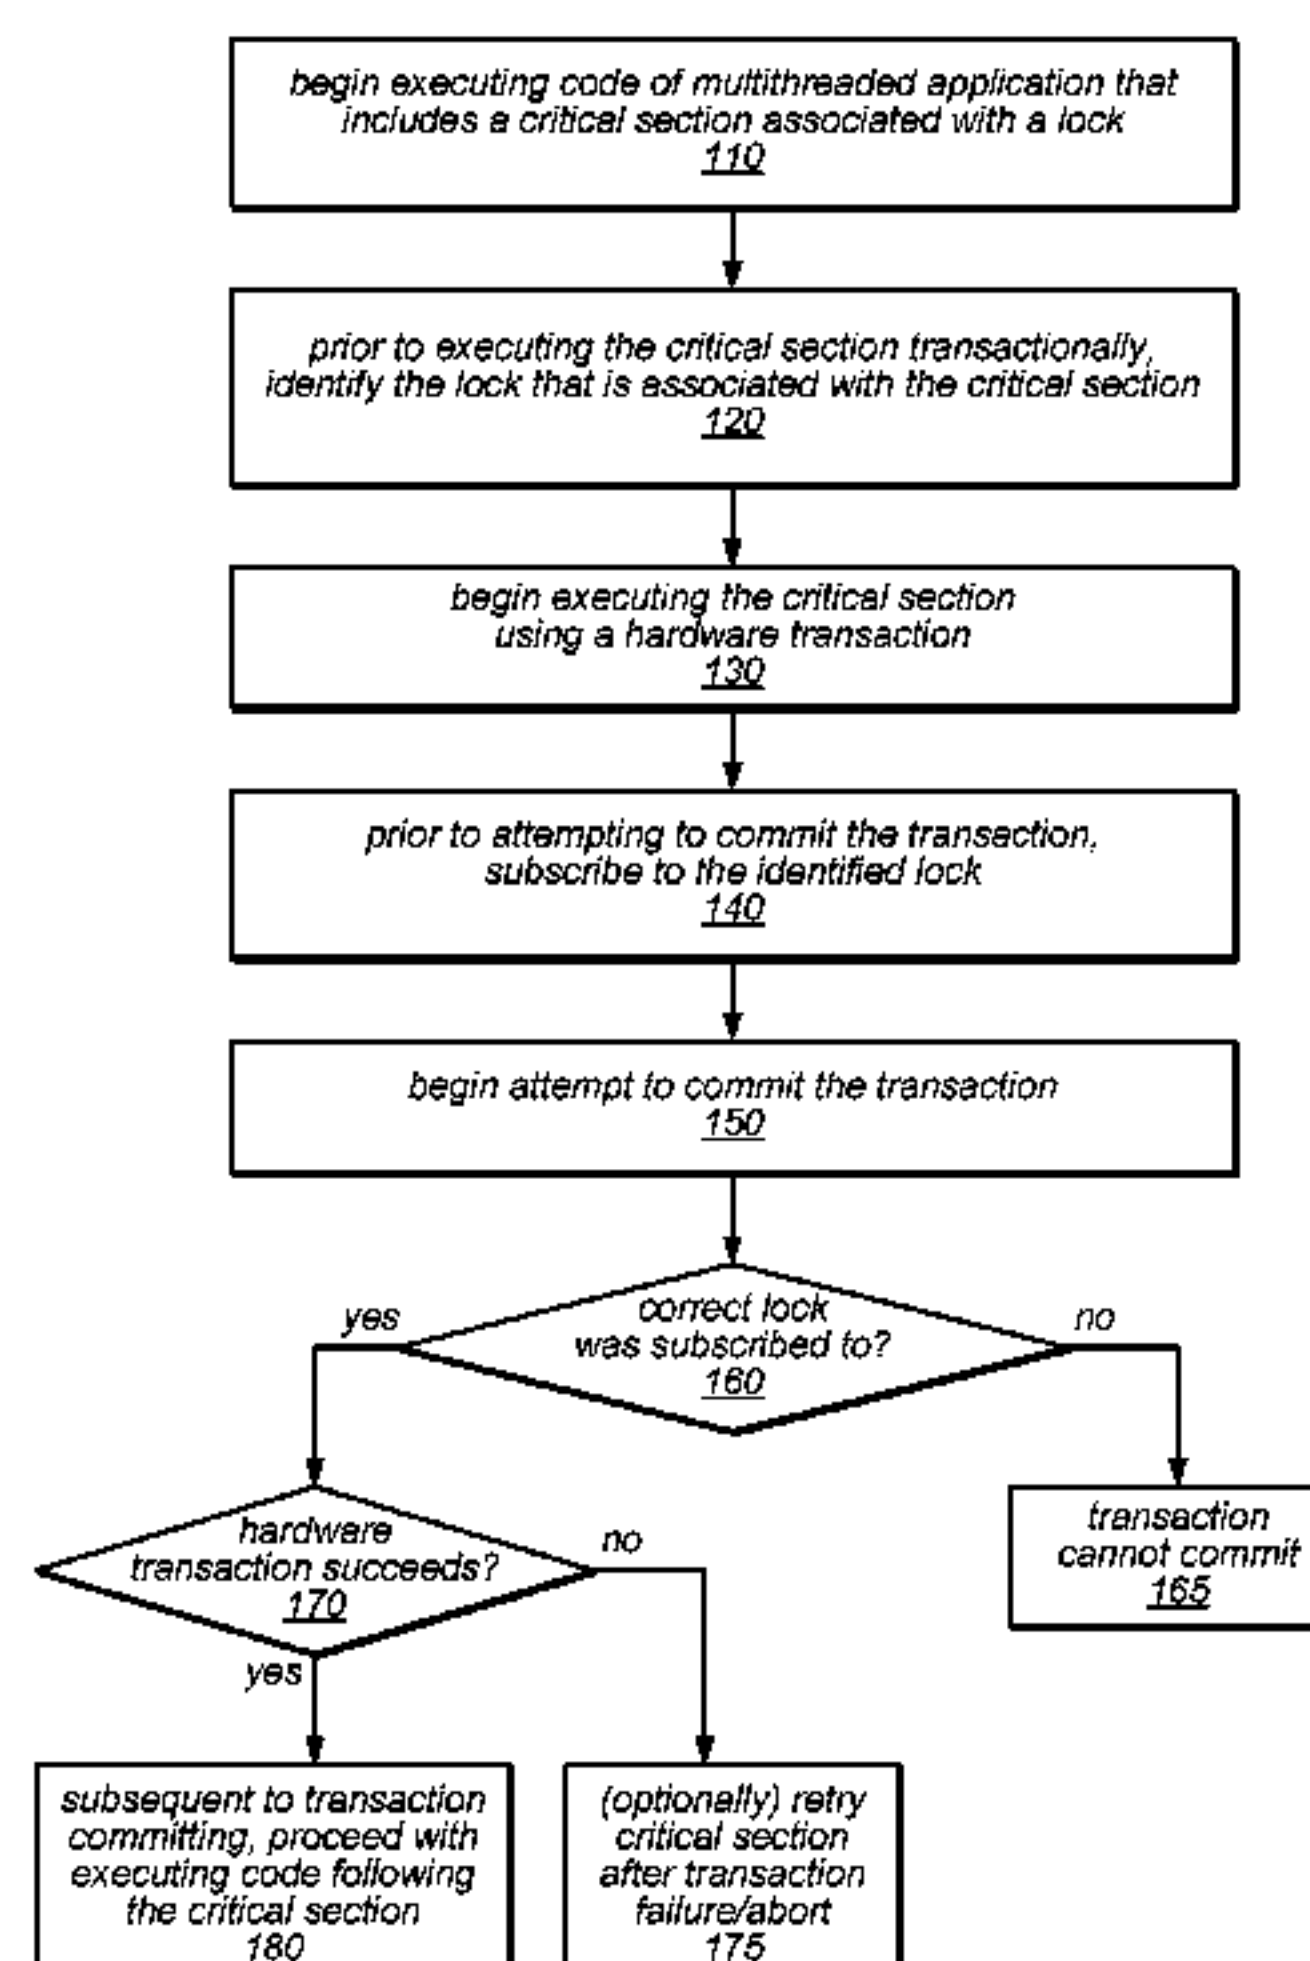 begin executing code of multithreaded application that
includes a critical section associated with a lock
110
prior to executing the critical section transactionally,
identify the lock that is associated with the critical section
120
begin executing the critical section
using a hardware transaction
130
prior to attempting to commit the transaction,
subscribe to the identified lock
140
begin attempt to commit the transaction
150
correct lock
was subscribed to?
160
yes
no
hardware
transaction succeeds?
170
no
yes
transaction
cannot commit
165
subsequent to transaction
committing, proceed with
executing code following
the critical section
180
(optionally) retry
critical section
after transaction
failure/abort
175